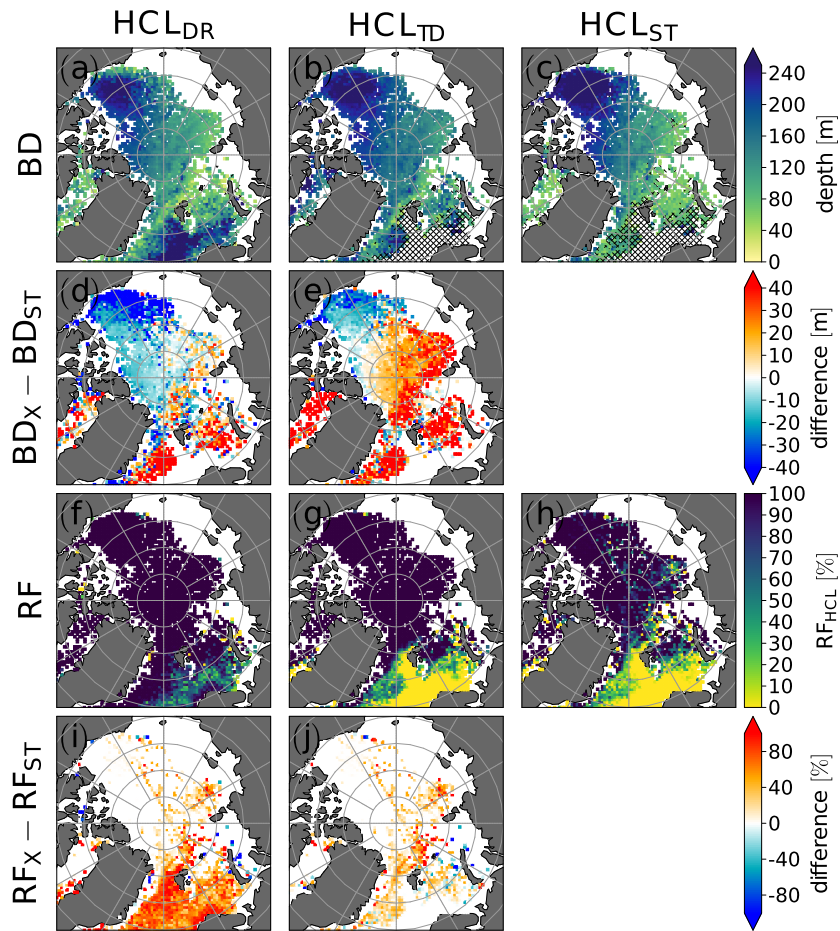 HCL_DR HCL_TD HCL_ST
BD
(a) (b) (c)
240
200
160
120
80
40
0
depth [m]
BD_X − BD_ST
(d) (e)
40
30
20
10
0
-10
-20
-30
-40
difference [m]
RF
(f) (g) (h)
100
90
80
70
60
50
40
30
20
10
0
RF_HCL [%]
RF_X − RF_ST
(i) (j)
80
40
0
-40
-80
difference [%]